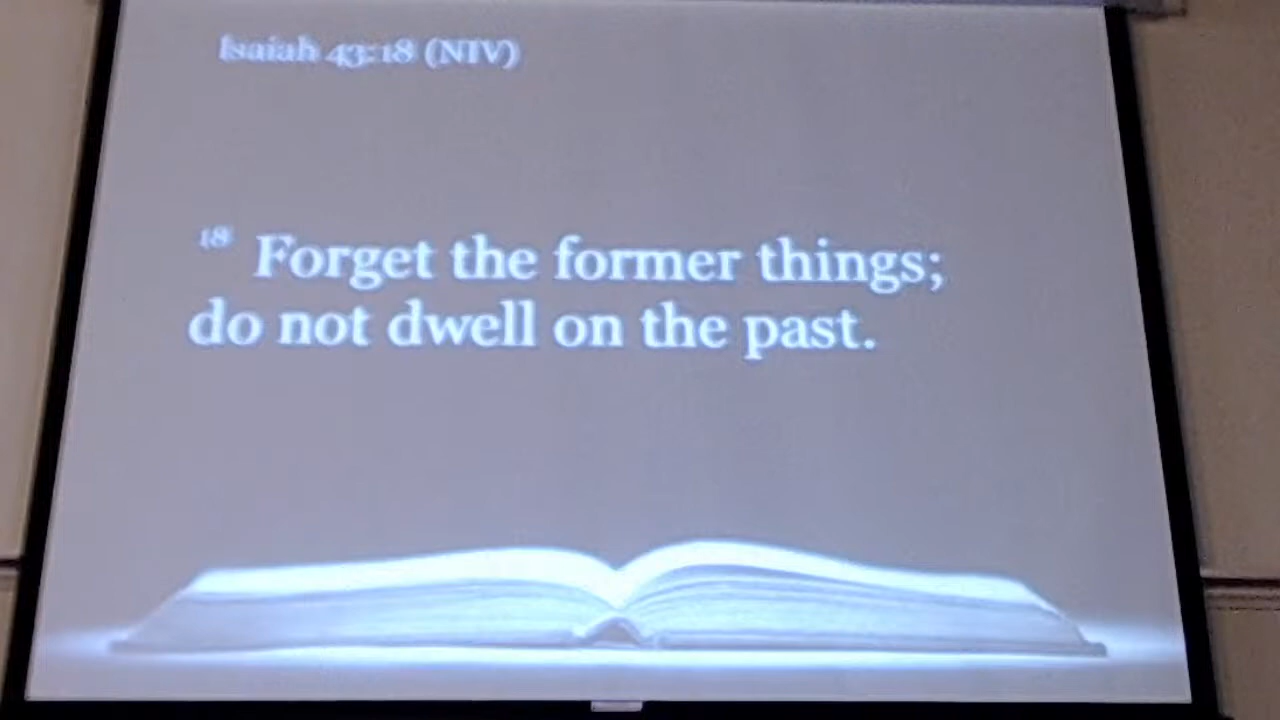 Isaiah 43:18 (NIV)
18 Forget the former things;
do not dwell on the past.